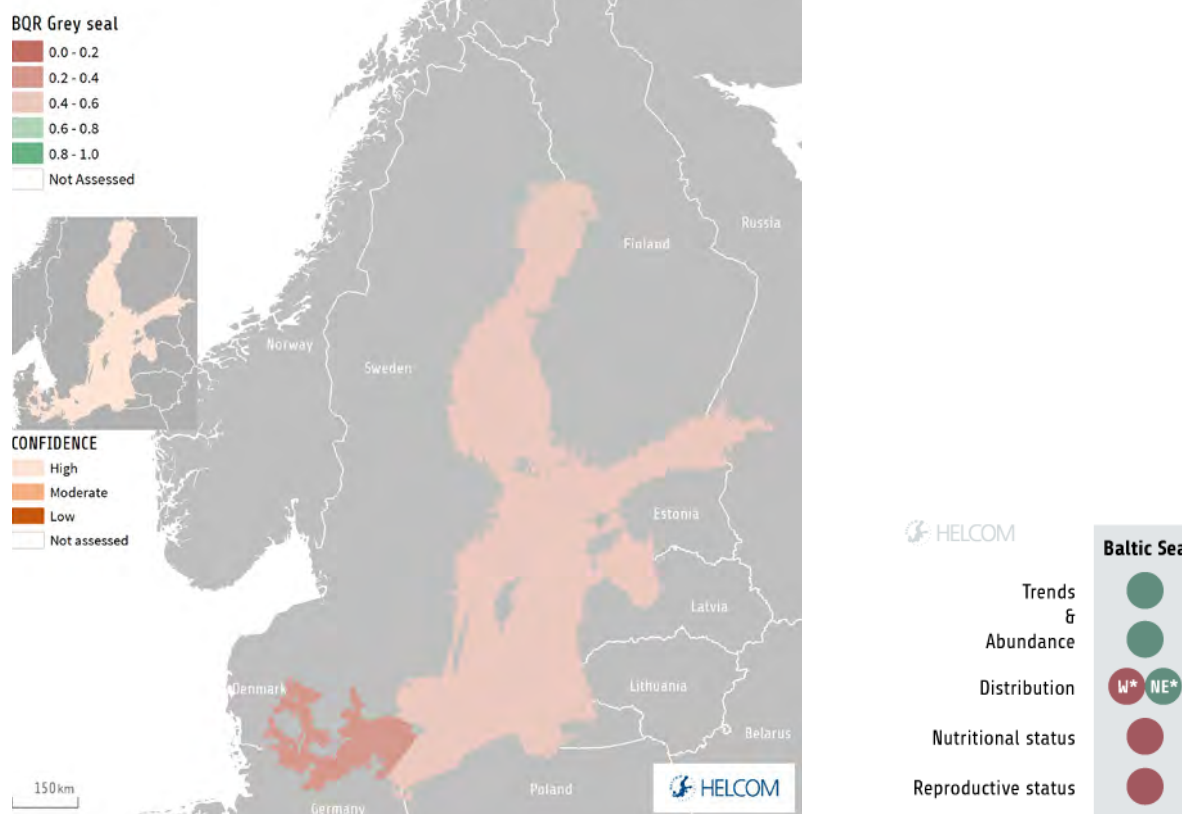 BQR Grey seal
0.0 - 0.2
0.2 - 0.4
0.4 - 0.6
0.6 - 0.8
0.8 - 1.0
Not Assessed
CONFIDENCE
High
Moderate
Low
Not assessed
Russia
Finland
Norway
Sweden
Estonia
Latvia
Denmark
Lithuania
Belarus
Poland
Germany
150km
HELCOM
HELCOM
Baltic Sea
Trends
&
Abundance
Distribution
W* NE*
Nutritional status
Reproductive status